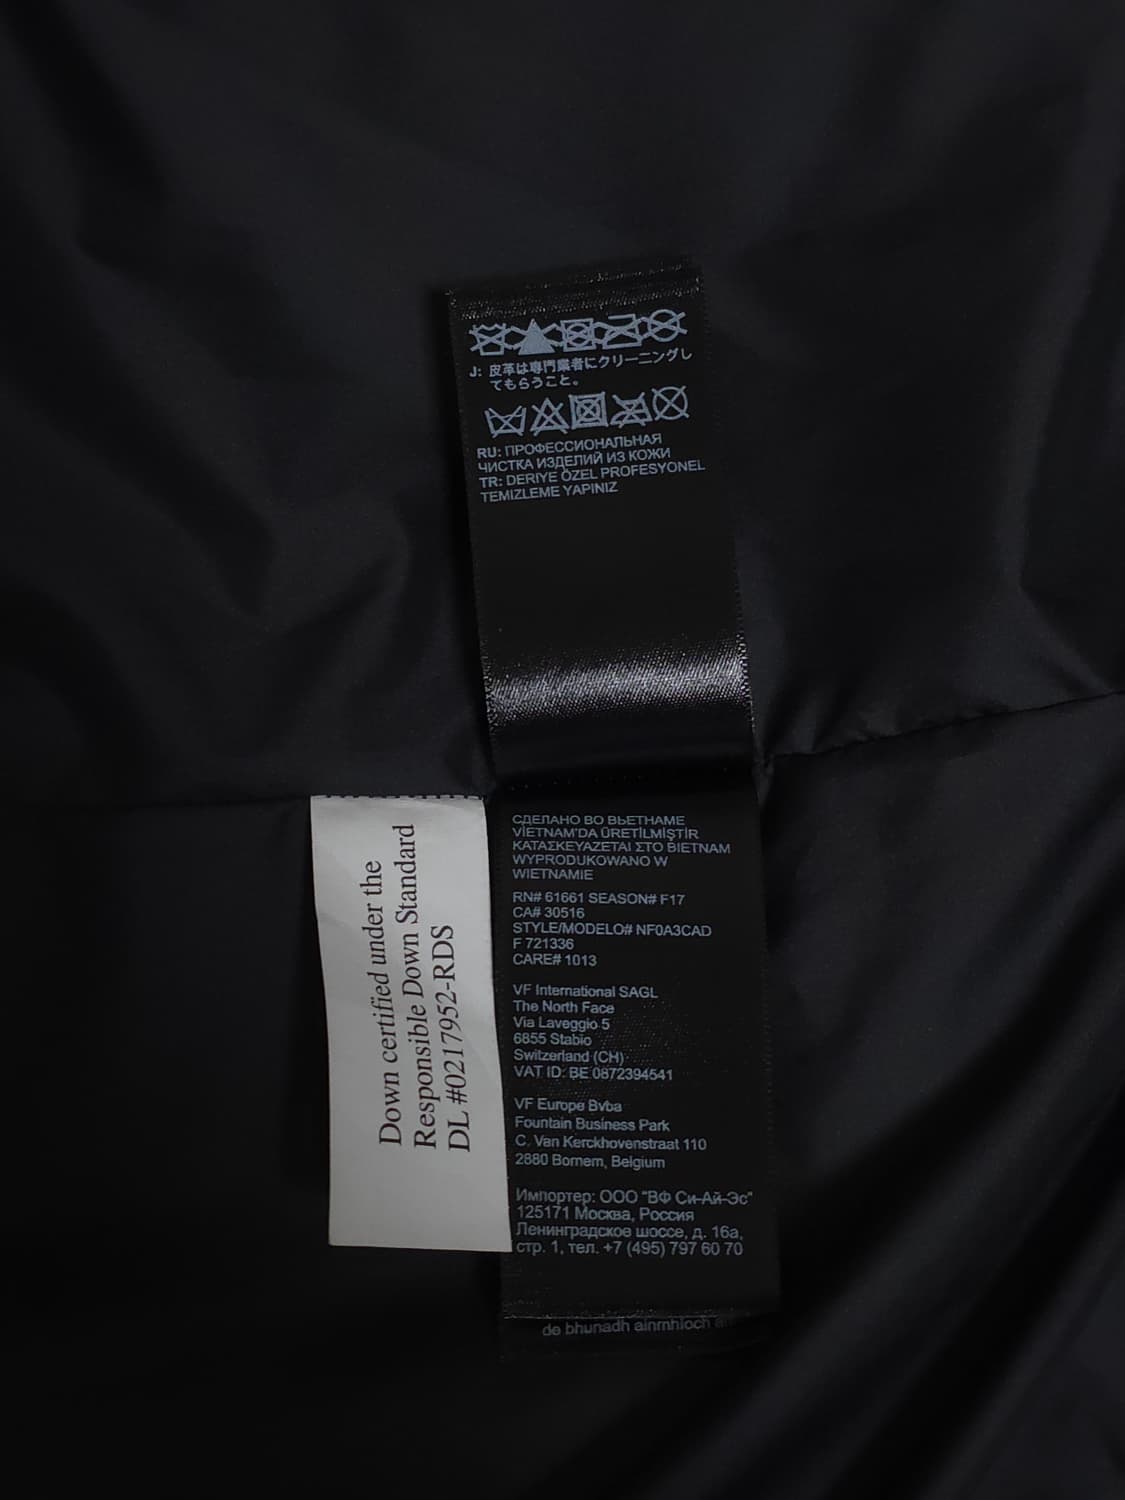 J: 皮革は専門業者にクリーニングし
てもらうこと。
RU: ПРОФЕССИОНАЛЬНАЯ
ЧИСТКА ИЗДЕЛИЙ ИЗ КОЖИ
TR: DERIYE ÖZEL PROFESYONEL
TEMIZLEME YAPINIZ
СДЕЛАНО ВО ВЬЕТНАМЕ
VİETNAM'DA ÜRETİLMİŞTİR
ΚΑΤΑΣΚΕΥΑΖΕΤΑΙ ΣΤΟ ΒΙΕΤΝΑΜ
WYPRODUKOWANO W
WIETNAMIE
RN# 61661 SEASON# F17
CA# 30516
STYLE/MODELO# NF0A3CAD
F 721336
CARE# 1013
VF International SAGL
The North Face
Via Laveggio 5
6855 Stabio
Switzerland (CH)
VAT ID: BE 0872394541
VF Europe Bvba
Fountain Business Park
C. Van Kerckhovenstraat 110
2880 Bornem, Belgium
Импортер: ООО "ВФ Си-Ай-Эс"
125171 Москва, Россия
Ленинградское шоссе, д. 16а,
стр. 1, тел. +7 (495) 797 60 70
de bhunadh ainmhíoch
Down certified under the
Responsible Down Standard
DL #0217952-RDS